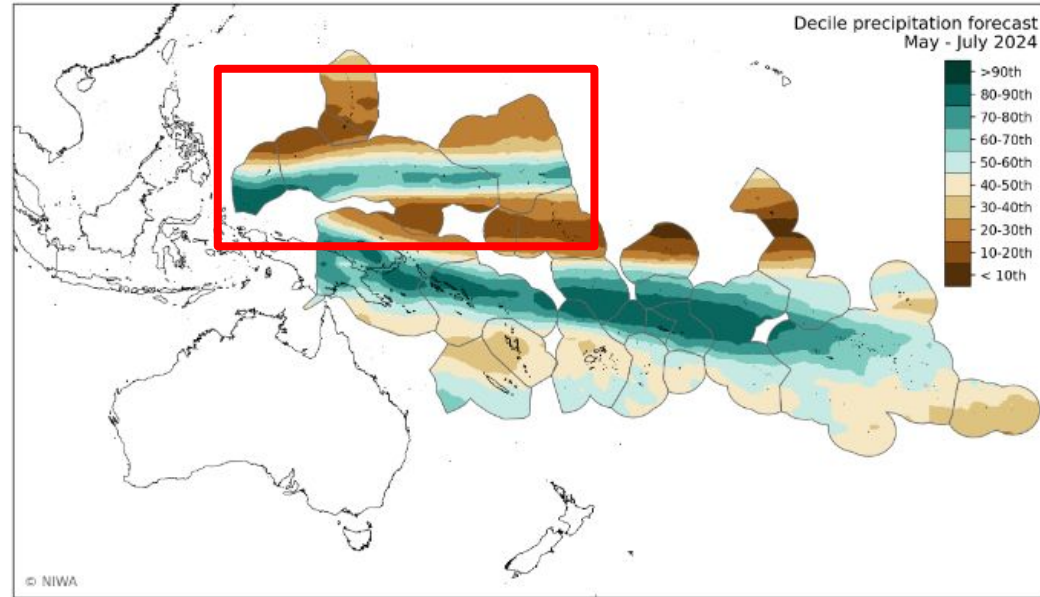 Decile precipitation forecast
May - July 2024
>90th
80-90th
70-80th
60-70th
50-60th
40-50th
30-40th
20-30th
10-20th
< 10th
© NIWA